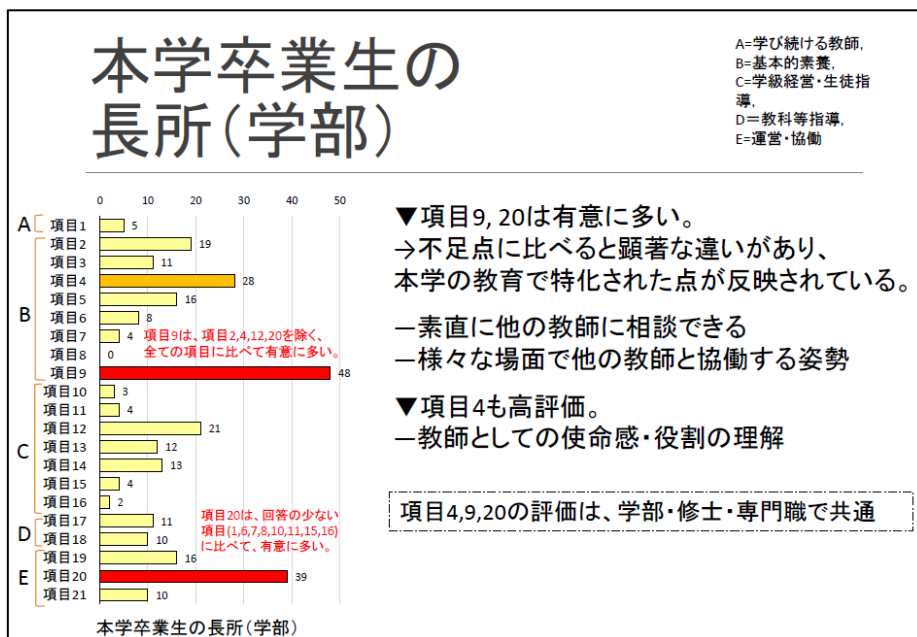 本学卒業生の
長所(学部)
A=学び続ける教師,
B=基本的素養,
C=学級経営・生徒指
導,
D=教科等指導,
E=運営・協働
0 10 20 30 40 50
A
項目1 5
項目2 19
項目3 11
項目4 28
B
項目5 16
項目6 8
項目7 4
項目8 0
項目9 48
項目9は、項目2,4,12,20を除く、
全ての項目に比べて有意に多い。
項目10 3
項目11 4
項目12 21
C
項目13 12
項目14 13
項目15 4
項目16 2
D
項目17 11
項目18 10
項目20は、回答の少ない
項目(1,6,7,8,10,11,15,16)
に比べて、有意に多い。
項目19 16
E
項目20 39
項目21 10
本学卒業生の長所(学部)
▼項目9, 20は有意に多い。
→不足点に比べると顕著な違いがあり、
本学の教育で特化された点が反映されている。
―素直に他の教師に相談できる
―様々な場面で他の教師と協働する姿勢
▼項目4も高評価。
―教師としての使命感・役割の理解
項目4,9,20の評価は、学部・修士・専門職で共通